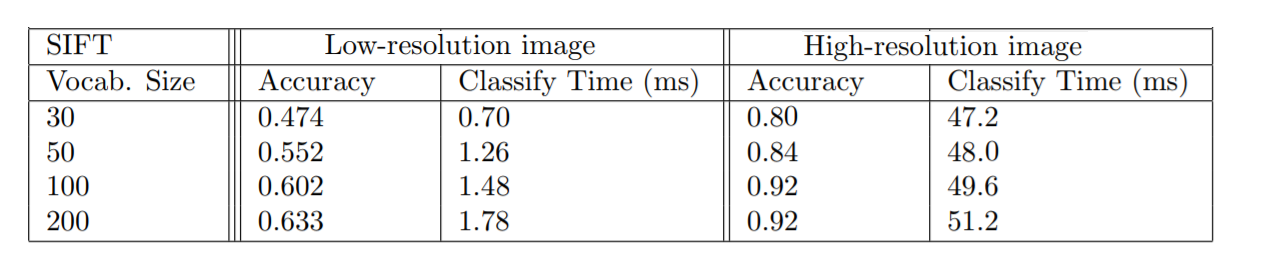 SIFT Low-resolution image High-resolution image
Vocab. Size Accuracy Classify Time (ms) Accuracy Classify Time (ms)
30 0.474 0.70 0.80 47.2
50 0.552 1.26 0.84 48.0
100 0.602 1.48 0.92 49.6
200 0.633 1.78 0.92 51.2